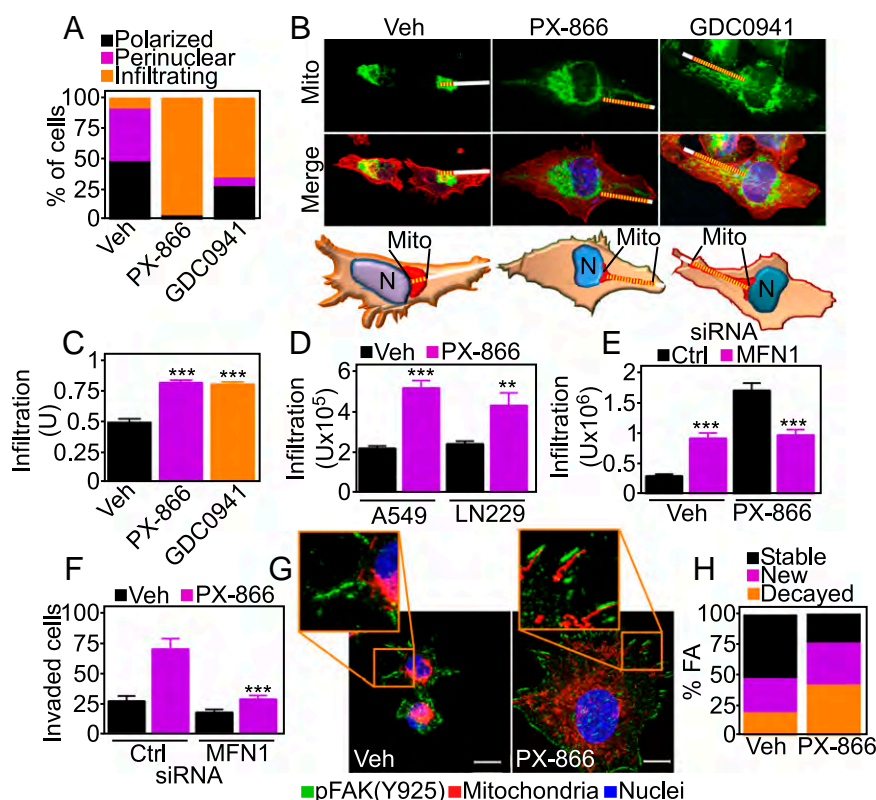 A
Polarized
Perinuclear
Infiltrating
% of cells
100
75
50
25
0
Veh
PX-866
GDC0941
B
Veh
PX-866
GDC0941
Mito
Merge
Mito
Mito
Mito
N
N
N
C
Infiltration
(U)
1
0.75
0.5
0.25
0
***
***
Veh
PX-866
GDC0941
D
Veh
PX-866
Infiltration
(Ux10⁵)
6
4
2
0
***
**
A549
LN229
E
siRNA
Ctrl
MFN1
Infiltration
(Ux10⁶)
2
1.5
1
0.5
0
***
***
Veh
PX-866
F
Veh
PX-866
Invaded cells
100
75
50
25
0
***
Ctrl
MFN1
siRNA
G
Veh
PX-866
pFAK(Y925)
Mitochondria
Nuclei
H
Stable
New
Decayed
% FA
100
75
50
25
0
Veh
PX-866